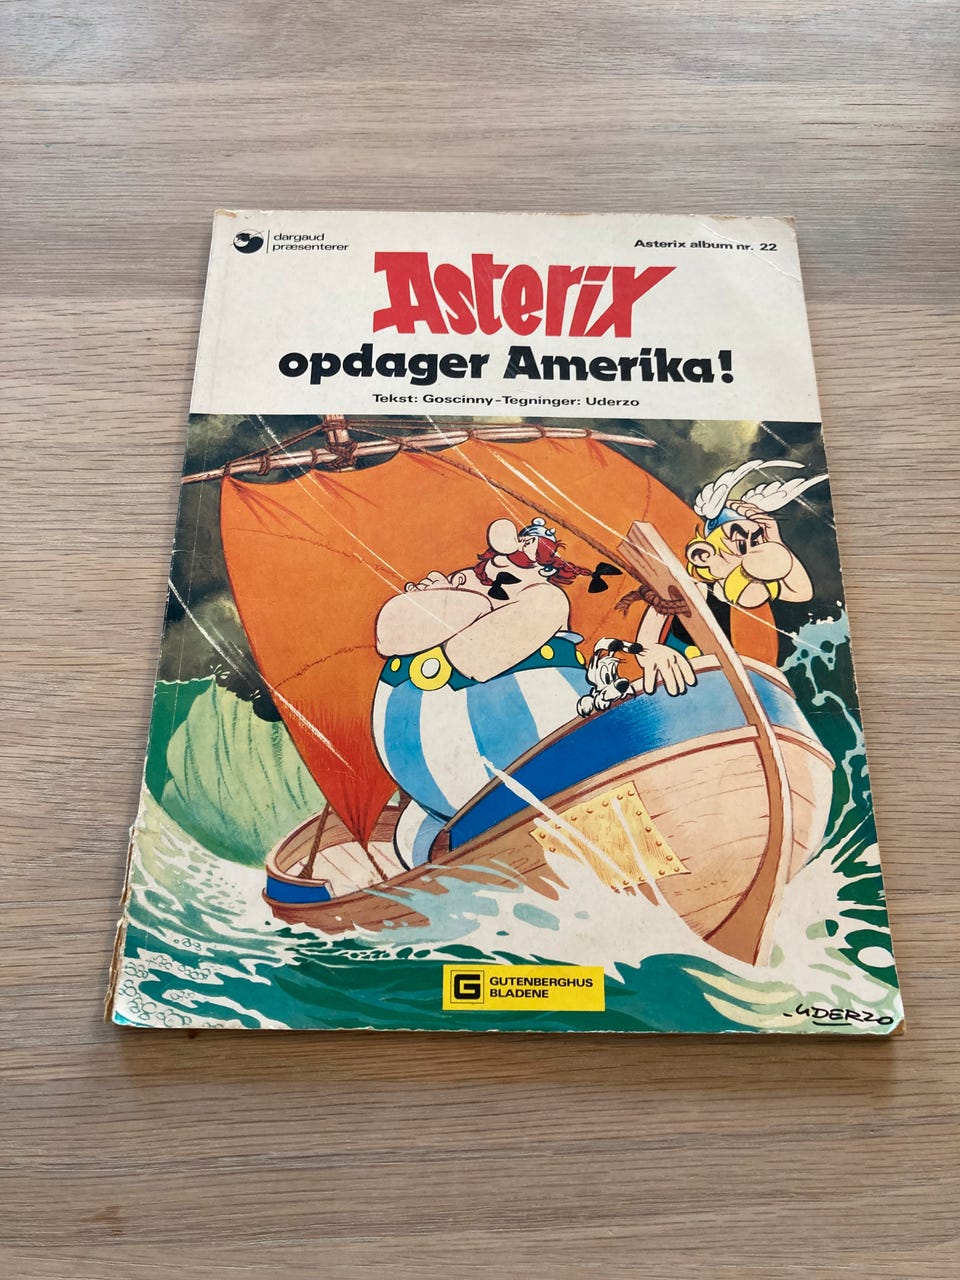 dargaud
præsenterer
Asterix album nr. 22
Asterix
opdager Amerika!
Tekst: Goscinny-Tegninger: Uderzo
G GUTENBERGHUS
BLADENE
UDERZO